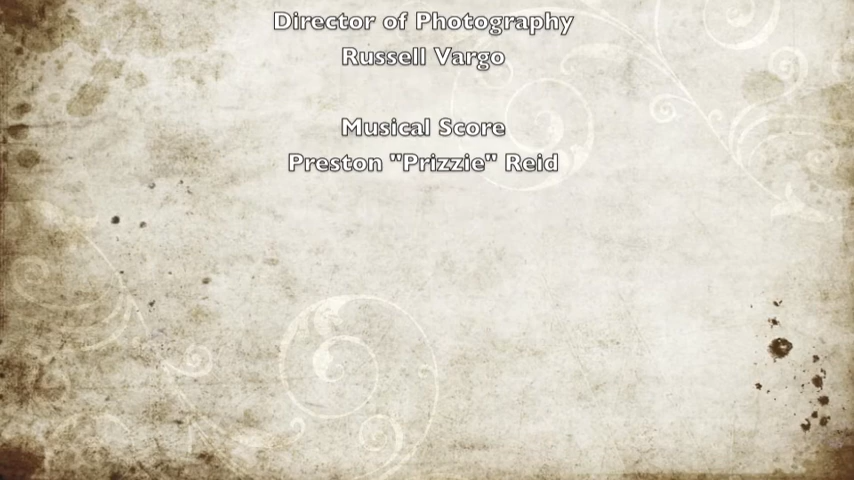 Director of Photography
Russell Vargo
Musical Score
Preston "Prizzie" Reid